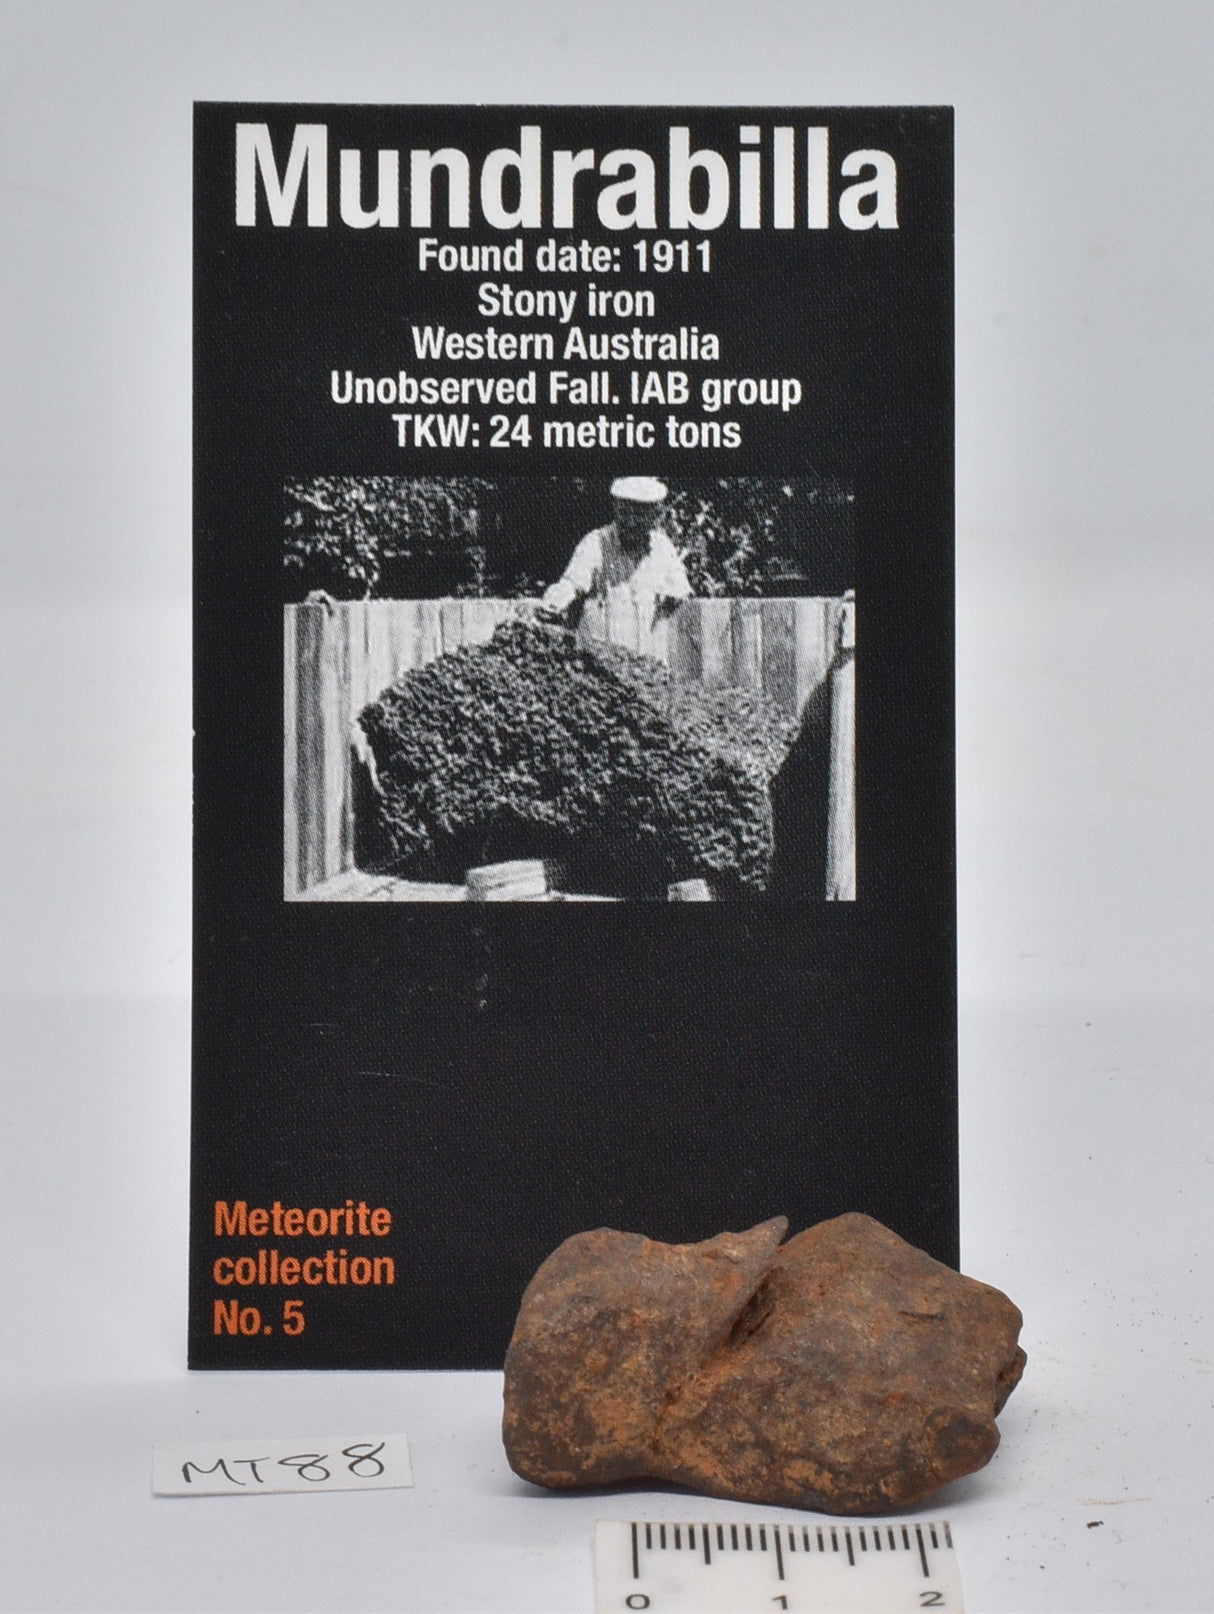 Mundrabilla
Found date: 1911
Stony iron
Western Australia
Unobserved Fall. IAB group
TKW: 24 metric tons
Meteorite
collection
No. 5
MT88
0 1 2